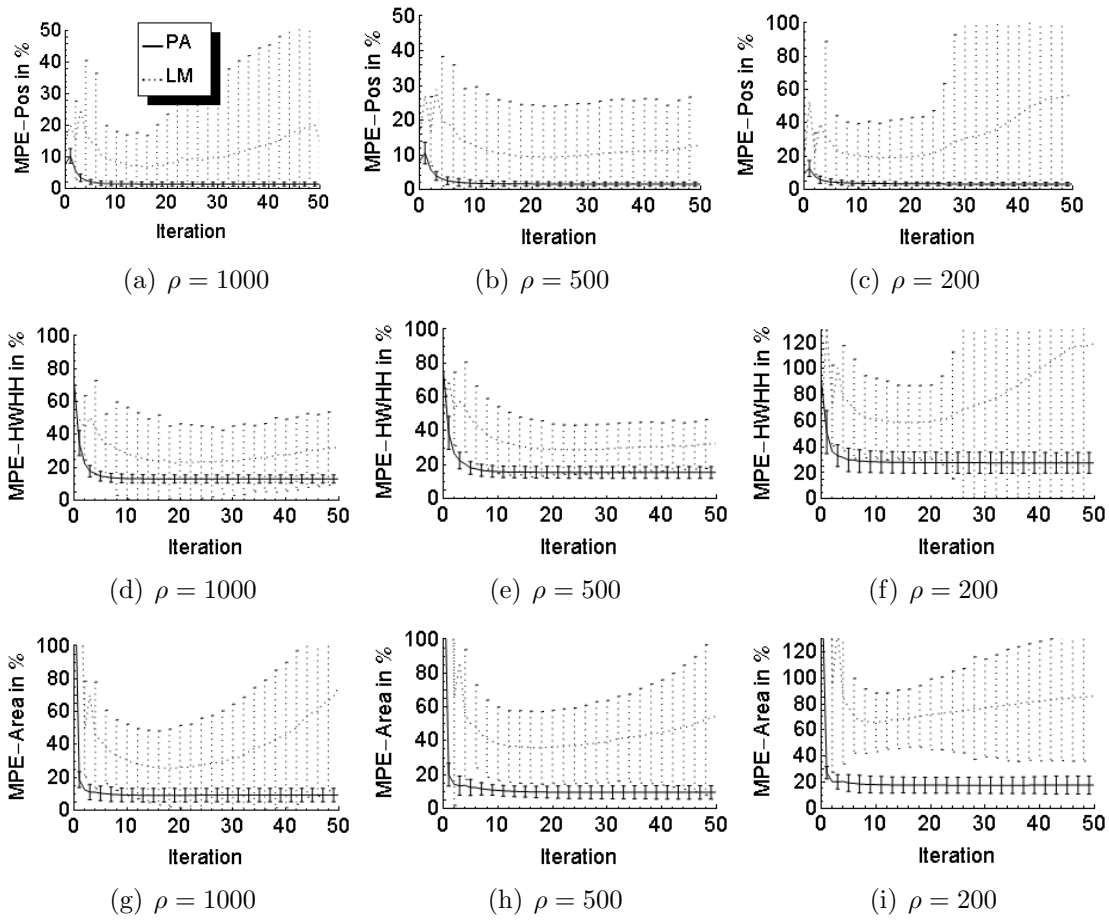 PA
LM
MPE-Pos in %
50
40
30
20
10
0
0 10 20 30 40 50
Iteration
(a) ρ = 1000
MPE-Pos in %
50
40
30
20
10
0
0 10 20 30 40 50
Iteration
(b) ρ = 500
MPE-Pos in %
100
80
60
40
20
0
0 10 20 30 40 50
Iteration
(c) ρ = 200
MPE-HWHH in %
100
80
60
40
20
0
0 10 20 30 40 50
Iteration
(d) ρ = 1000
MPE-HWHH in %
100
80
60
40
20
0
0 10 20 30 40 50
Iteration
(e) ρ = 500
MPE-HWHH in %
120
100
80
60
40
20
0
0 10 20 30 40 50
Iteration
(f) ρ = 200
MPE-Area in %
100
80
60
40
20
0
0 10 20 30 40 50
Iteration
(g) ρ = 1000
MPE-Area in %
100
80
60
40
20
0
0 10 20 30 40 50
Iteration
(h) ρ = 500
MPE-Area in %
120
100
80
60
40
20
0
0 10 20 30 40 50
Iteration
(i) ρ = 200